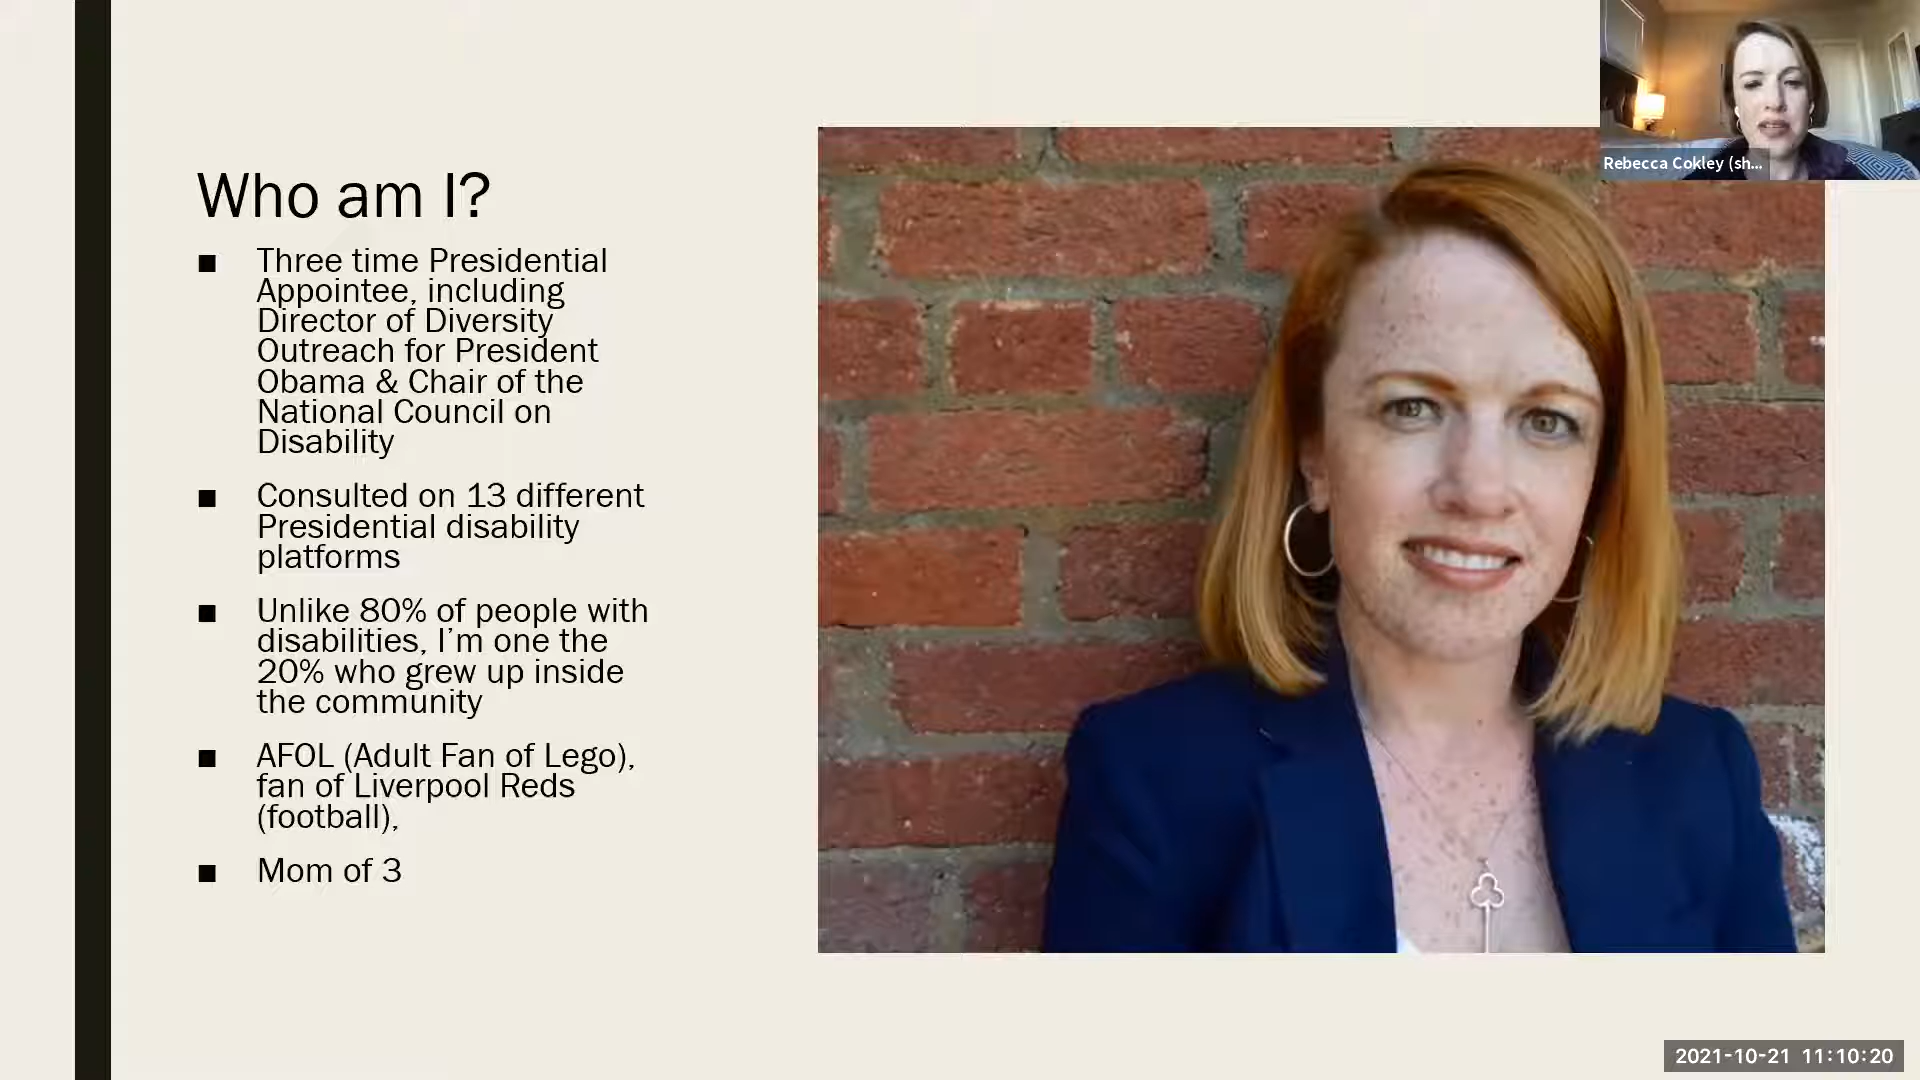 Who am I?
■ Three time Presidential
Appointee, including
Director of Diversity
Outreach for President
Obama & Chair of the
National Council on
Disability
■ Consulted on 13 different
Presidential disability
platforms
■ Unlike 80% of people with
disabilities, I’m one the
20% who grew up inside
the community
■ AFOL (Adult Fan of Lego),
fan of Liverpool Reds
(football),
■ Mom of 3
Rebecca Cokley (sh...
2021-10-21 11:10:20